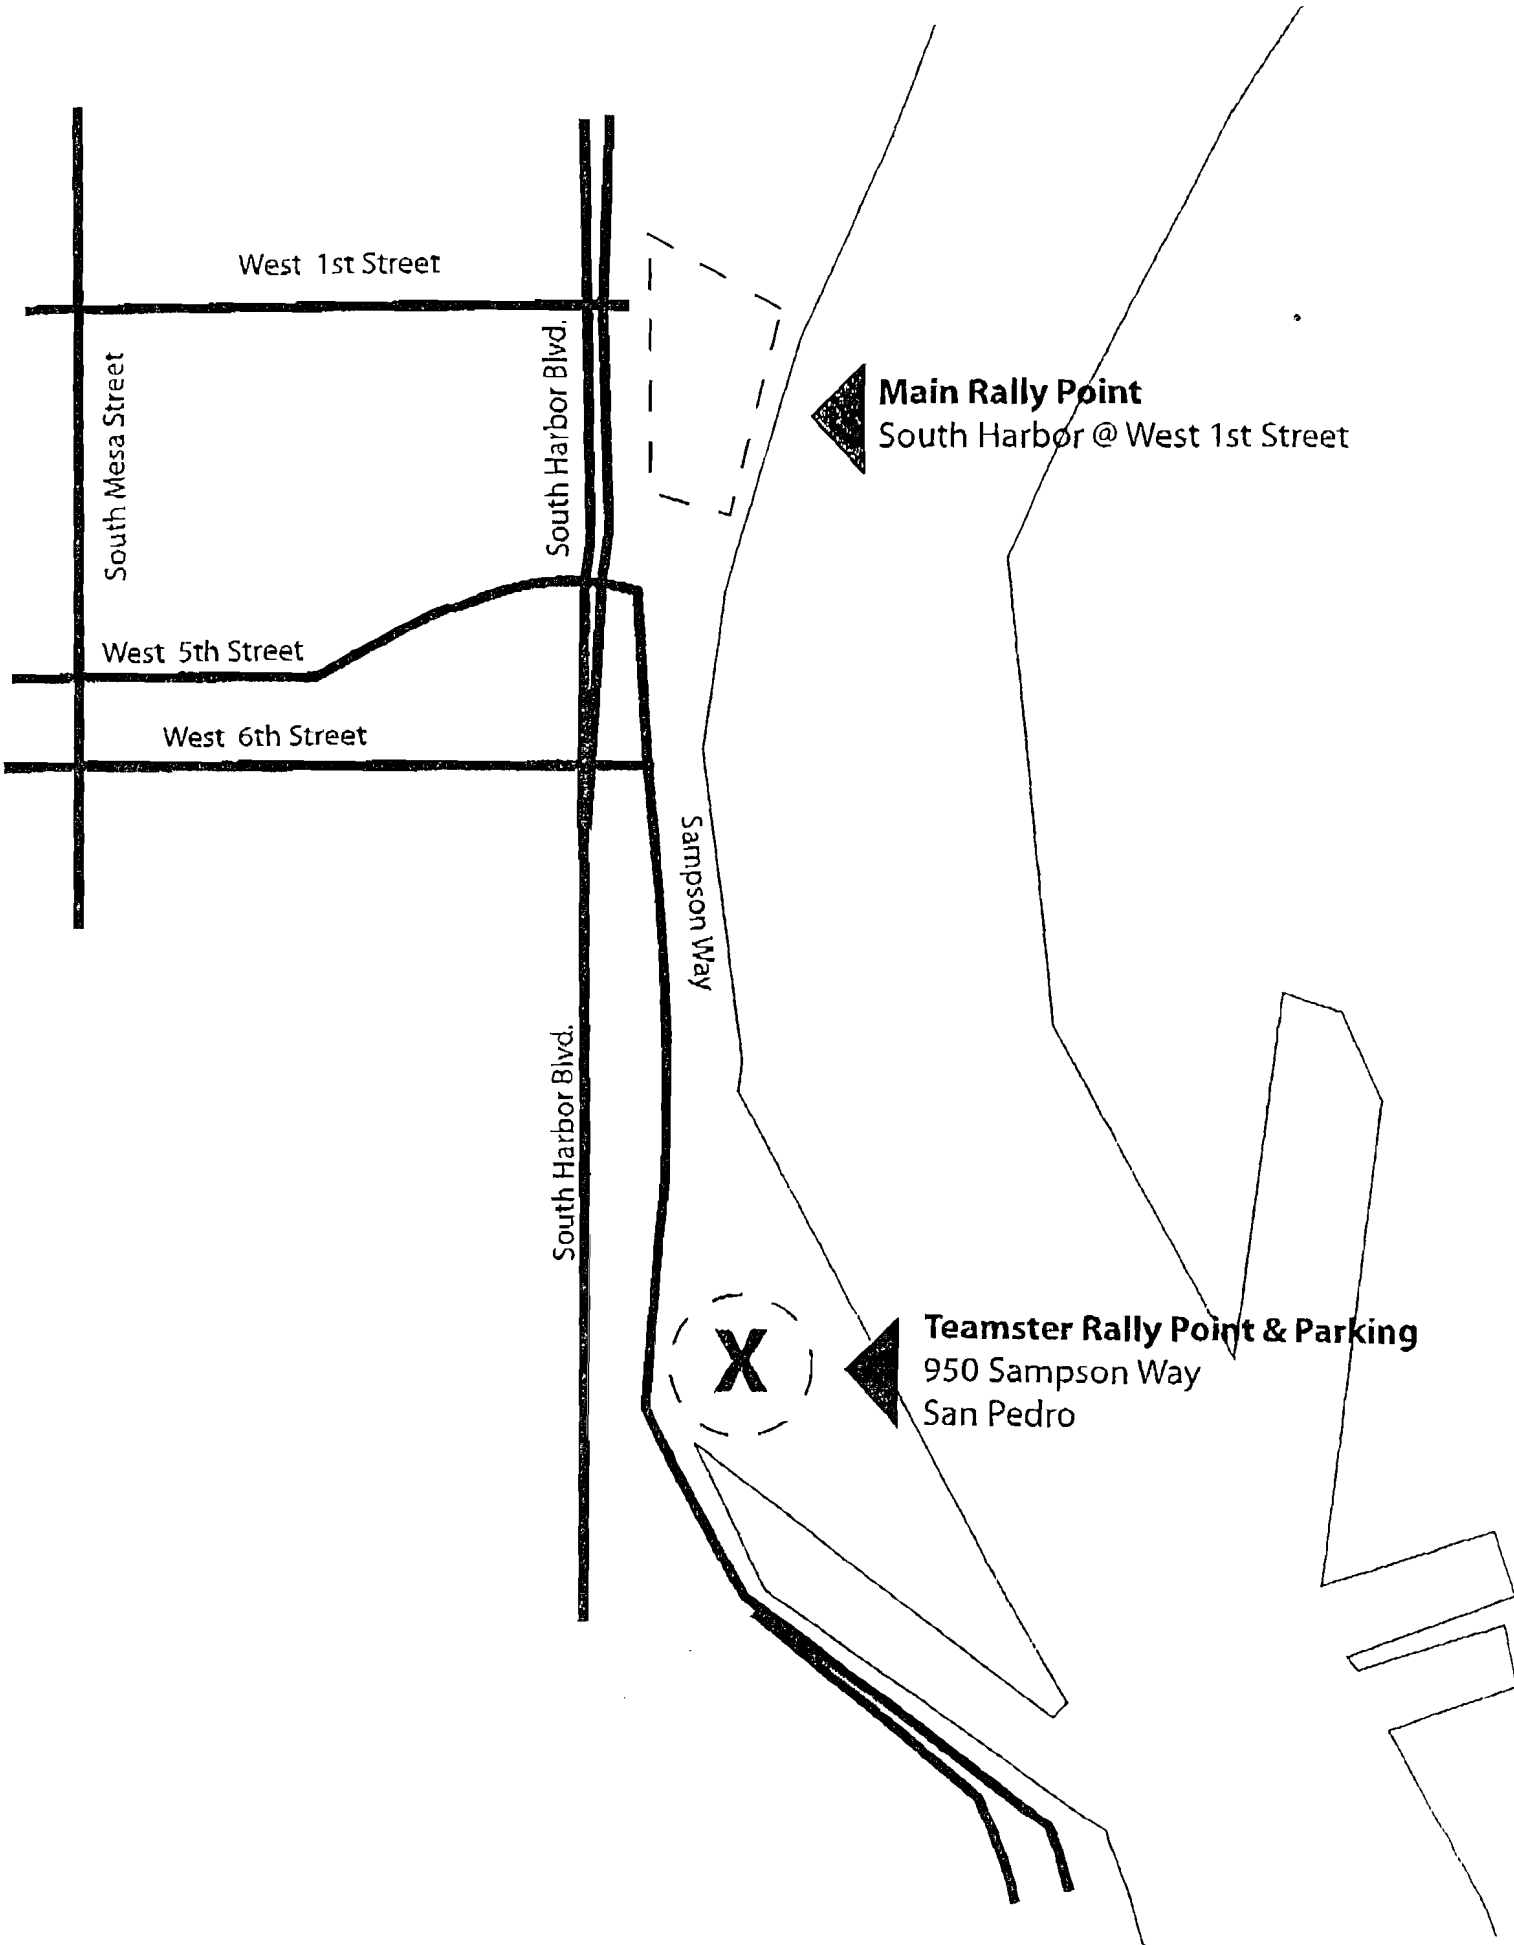 West 1st Street
South Mesa Street
South Harbor Blvd.
Main Rally Point
South Harbor @ West 1st Street
West 5th Street
West 6th Street
Sampson Way
South Harbor Blvd.
X
Teamster Rally Point & Parking
950 Sampson Way
San Pedro